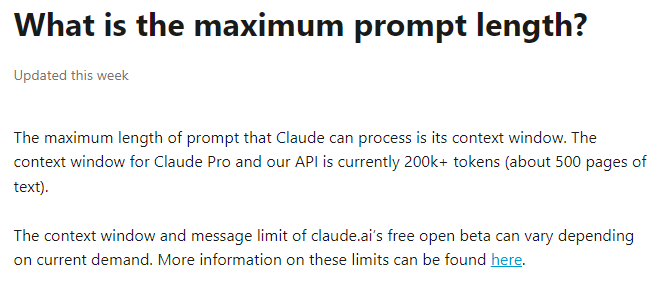 What is the maximum prompt length?
Updated this week
The maximum length of prompt that Claude can process is its context window. The
context window for Claude Pro and our API is currently 200k+ tokens (about 500 pages of
text).
The context window and message limit of claude.ai's free open beta can vary depending
on current demand. More information on these limits can be found here.